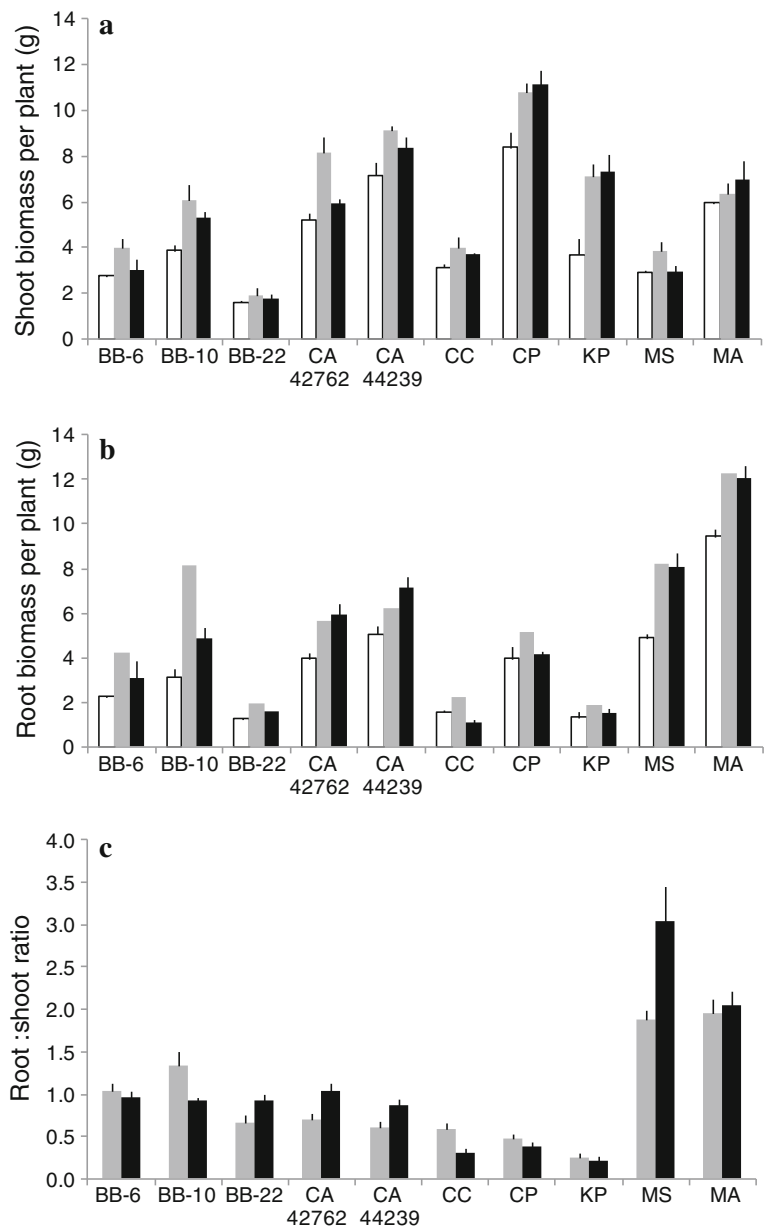 a
Shoot biomass per plant (g)
14
12
10
8
6
4
2
0
BB-6 BB-10 BB-22 CA 42762 CA 44239 CC CP KP MS MA
b
Root biomass per plant (g)
14
12
10
8
6
4
2
0
BB-6 BB-10 BB-22 CA 42762 CA 44239 CC CP KP MS MA
c
Root :shoot ratio
4.0
3.5
3.0
2.5
2.0
1.5
1.0
0.5
0.0
BB-6 BB-10 BB-22 CA 42762 CA 44239 CC CP KP MS MA